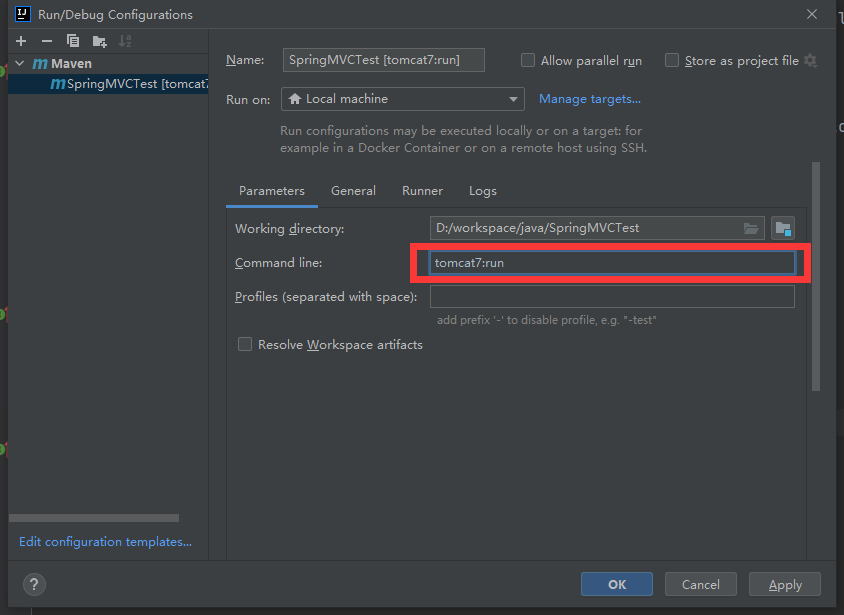 Run/Debug Configurations
Name: SpringMVCTest [tomcat7:run] Allow parallel run Store as project file
Maven
SpringMVCTest [tomcat7
Run on: Local machine Manage targets...
Run configurations may be executed locally or on a target: for
example in a Docker Container or on a remote host using SSH.
Parameters General Runner Logs
Working directory: D:/workspace/java/SpringMVCTest
Command line: tomcat7:run
Profiles (separated with space):
add prefix '-' to disable profile, e.g. "-test"
Resolve Workspace artifacts
Edit configuration templates...
? OK Cancel Apply